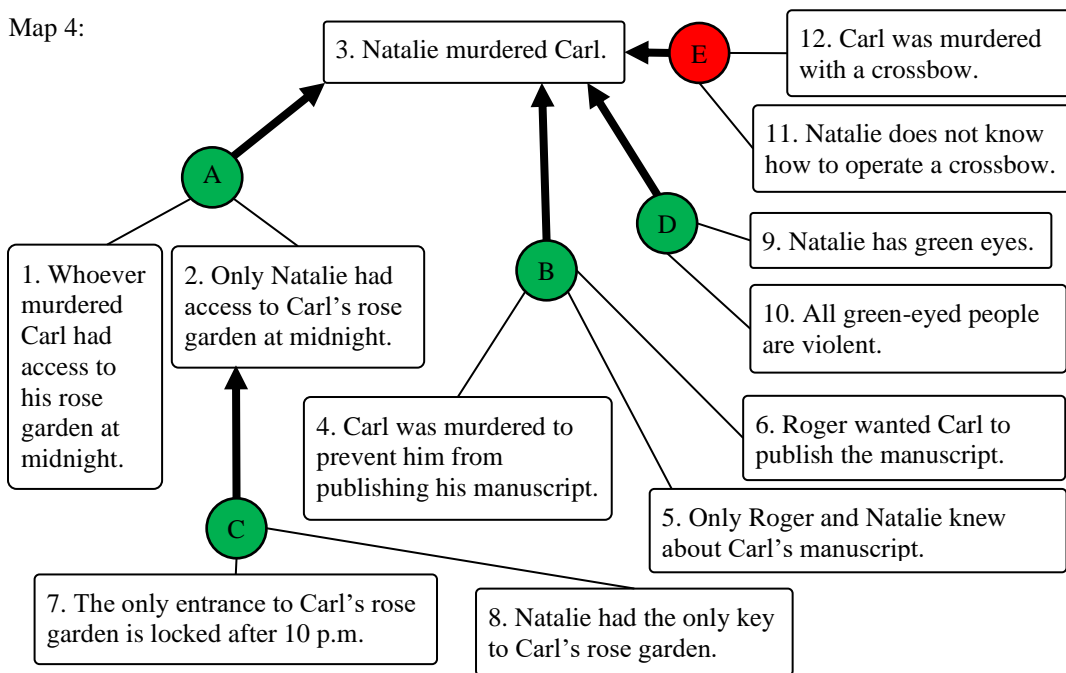 Map 4:
3. Natalie murdered Carl.
E
12. Carl was murdered
with a crossbow.
11. Natalie does not know
how to operate a crossbow.
A
D
9. Natalie has green eyes.
1. Whoever
murdered
Carl had
access to
his rose
garden at
midnight.
2. Only Natalie had
access to Carl’s rose
garden at midnight.
B
10. All green-eyed people
are violent.
4. Carl was murdered to
prevent him from
publishing his manuscript.
6. Roger wanted Carl to
publish the manuscript.
5. Only Roger and Natalie knew
about Carl’s manuscript.
C
7. The only entrance to Carl’s rose
garden is locked after 10 p.m.
8. Natalie had the only key
to Carl’s rose garden.